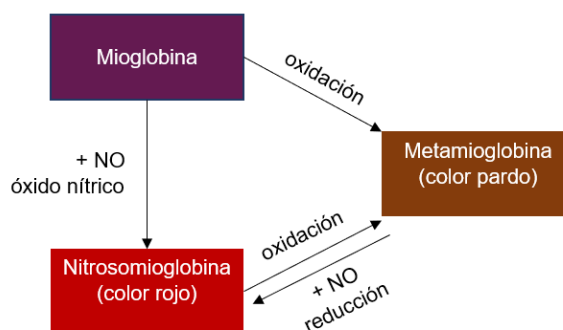 Mioglobina
oxidación
+ NO
óxido nítrico
Metamioglobina
(color pardo)
oxidación
Nitrosomioglobina
(color rojo)
+ NO
reducción